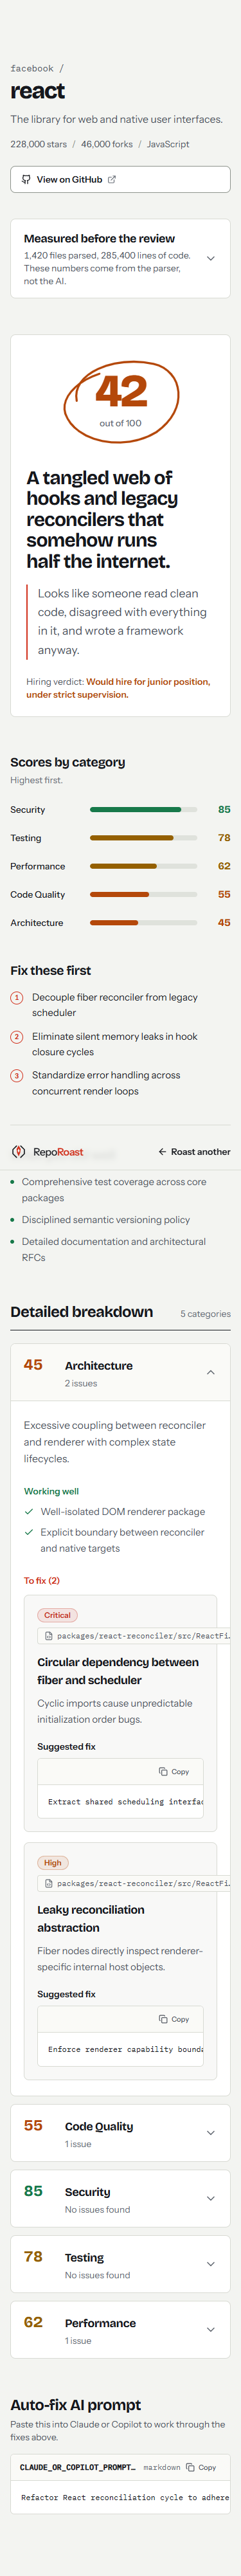 facebook /
react
The library for web and native user interfaces.
228,000 stars / 46,000 forks / JavaScript
View on GitHub
Measured before the review
1,420 files parsed, 285,400 lines of code.
These numbers come from the parser,
not the AI.
42
out of 100
A tangled web of
hooks and legacy
reconcilers that
somehow runs
half the internet.
Looks like someone read clean
code, disagreed with everything
in it, and wrote a framework
anyway.
Hiring verdict: Would hire for junior position,
under strict supervision.
Scores by category
Highest first.
Security 85
Testing 78
Performance 62
Code Quality 55
Architecture 45
Fix these first
1 Decouple fiber reconciler from legacy
scheduler
2 Eliminate silent memory leaks in hook
closure cycles
3 Standardize error handling across
concurrent render loops
RepoRoast
Roast another
Comprehensive test coverage across core
packages
Disciplined semantic versioning policy
Detailed documentation and architectural
RFCs
Detailed breakdown 5 categories
45 Architecture
2 issues
Excessive coupling between reconciler
and renderer with complex state
lifecycles.
Working well
Well-isolated DOM renderer package
Explicit boundary between reconciler
and native targets
To fix (2)
Critical
packages/react-reconciler/src/ReactFi…
Circular dependency between
fiber and scheduler
Cyclic imports cause unpredictable
initialization order bugs.
Suggested fix
Copy
Extract shared scheduling interfac
High
packages/react-reconciler/src/ReactFi…
Leaky reconciliation
abstraction
Fiber nodes directly inspect renderer-
specific internal host objects.
Suggested fix
Copy
Enforce renderer capability bounda
55 Code Quality
1 issue
85 Security
No issues found
78 Testing
No issues found
62 Performance
1 issue
Auto-fix AI prompt
Paste this into Claude or Copilot to work through the
fixes above.
CLAUDE_OR_COPILOT_PROMPT… markdown Copy
Refactor React reconciliation cycle to adhere